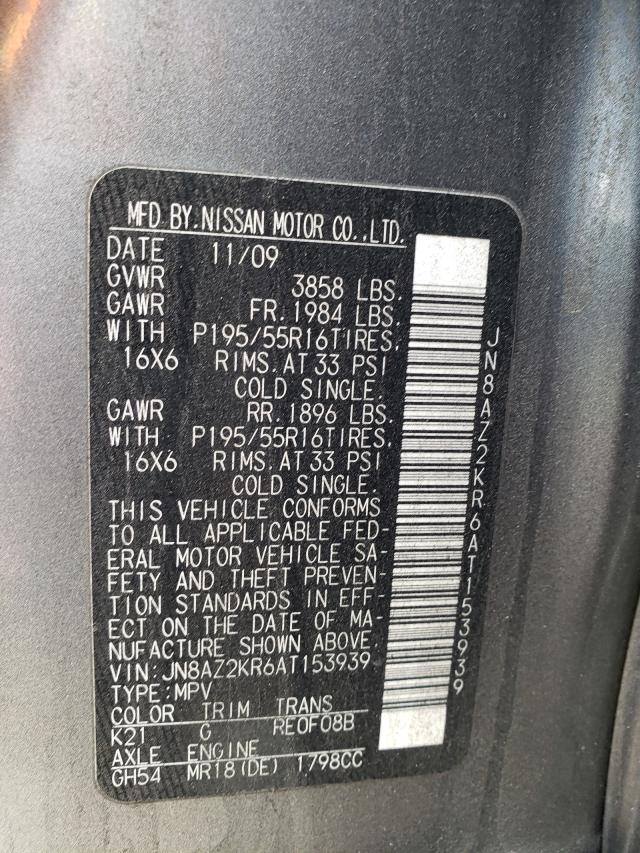 MFD BY.NISSAN MOTOR CO.,LTD.
DATE 11/09
GVWR 3858 LBS.
GAWR FR.1984 LBS.
WITH P195/55R16TIRES.
16X6 RIMS.AT 33 PSI
COLD SINGLE.
GAWR RR.1896 LBS.
WITH P195/55R16TIRES.
16X6 RIMS.AT 33 PSI
COLD SINGLE.
THIS VEHICLE CONFORMS
TO ALL APPLICABLE FED-
ERAL MOTOR VEHICLE SA-
FETY AND THEFT PREVEN-
TION STANDARDS IN EFF-
ECT ON THE DATE OF MA-
NUFACTURE SHOWN ABOVE
VIN:JN8AZ2KR6AT153939
TYPE:MPV
COLOR TRIM TRANS
K21 G RE0F08B
AXLE ENGINE
GH54 MR18(DE) 1798CC
JN8AZ2KR6AT153939